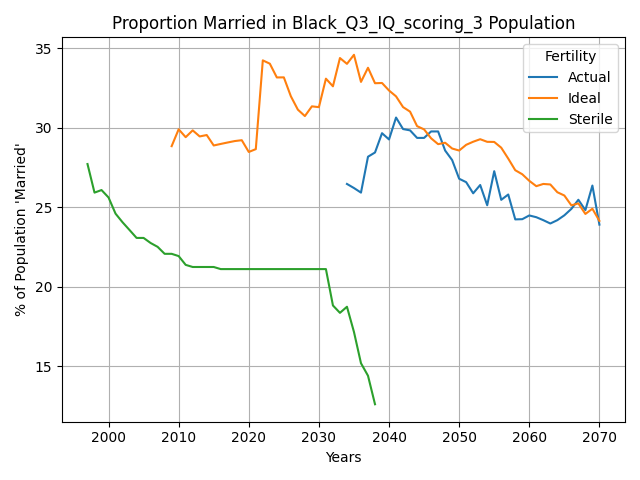 Proportion Married in Black_Q3_IQ_scoring_3 Population
% of Population 'Married'
35
30
25
20
15
Fertility
Actual
Ideal
Sterile
2000 2010 2020 2030 2040 2050 2060 2070
Years